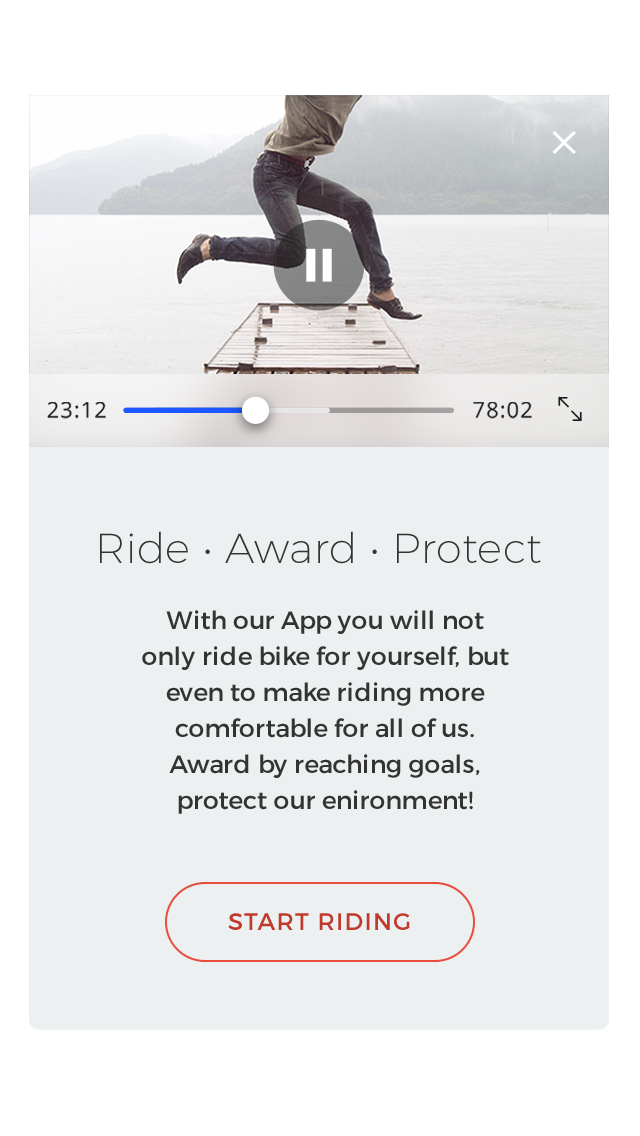 23:12 78:02
Ride · Award · Protect
With our App you will not
only ride bike for yourself, but
even to make riding more
comfortable for all of us.
Award by reaching goals,
protect our enironment!
START RIDING